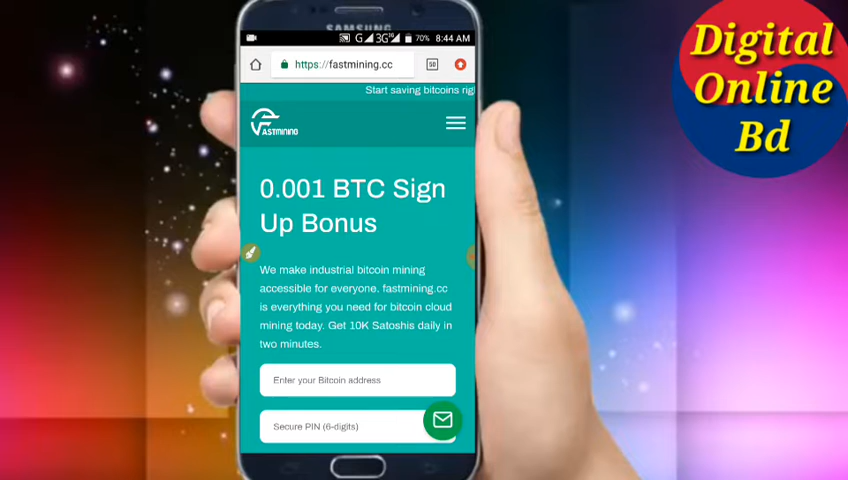 SAMSUNG
G 3G 70% 8:44 AM
https://fastmining.cc
50
Start saving bitcoins rig
FASTMINING
0.001 BTC Sign
Up Bonus
We make industrial bitcoin mining
accessible for everyone. fastmining.cc
is everything you need for bitcoin cloud
mining today. Get 10K Satoshis daily in
two minutes.
Enter your Bitcoin address
Secure PIN (6-digits)
Digital
Online
Bd